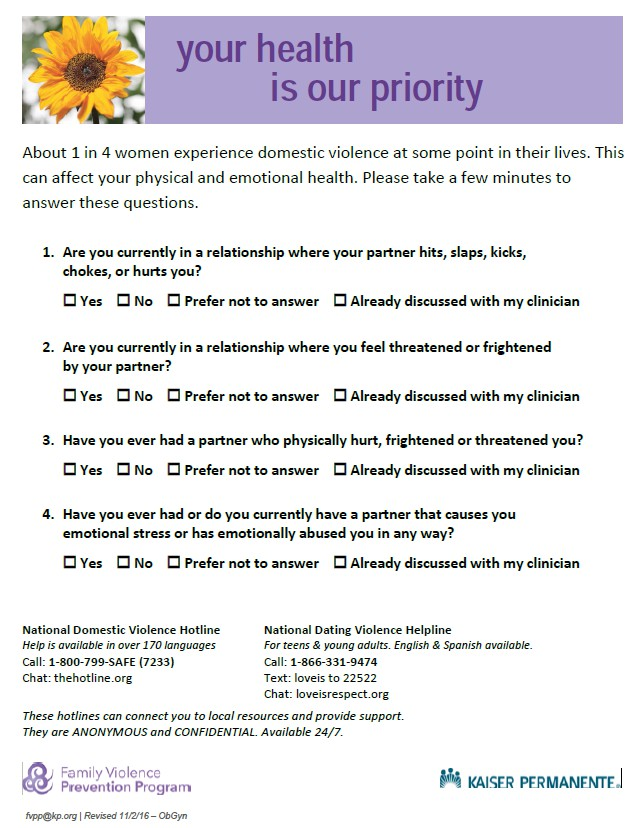 your health
is our priority
About 1 in 4 women experience domestic violence at some point in their lives. This
can affect your physical and emotional health. Please take a few minutes to
answer these questions.
1. Are you currently in a relationship where your partner hits, slaps, kicks,
chokes, or hurts you?
☐ Yes ☐ No ☐ Prefer not to answer ☐ Already discussed with my clinician
2. Are you currently in a relationship where you feel threatened or frightened
by your partner?
☐ Yes ☐ No ☐ Prefer not to answer ☐ Already discussed with my clinician
3. Have you ever had a partner who physically hurt, frightened or threatened you?
☐ Yes ☐ No ☐ Prefer not to answer ☐ Already discussed with my clinician
4. Have you ever had or do you currently have a partner that causes you
emotional stress or has emotionally abused you in any way?
☐ Yes ☐ No ☐ Prefer not to answer ☐ Already discussed with my clinician
National Domestic Violence Hotline
Help is available in over 170 languages
Call: 1-800-799-SAFE (7233)
Chat: thehotline.org
National Dating Violence Helpline
For teens & young adults. English & Spanish available.
Call: 1-866-331-9474
Text: loveis to 22522
Chat: loveisrespect.org
These hotlines can connect you to local resources and provide support.
They are ANONYMOUS and CONFIDENTIAL. Available 24/7.
Family Violence
Prevention Program
KAISER PERMANENTE.
fvpp@kp.org | Revised 11/2/16 – ObGyn